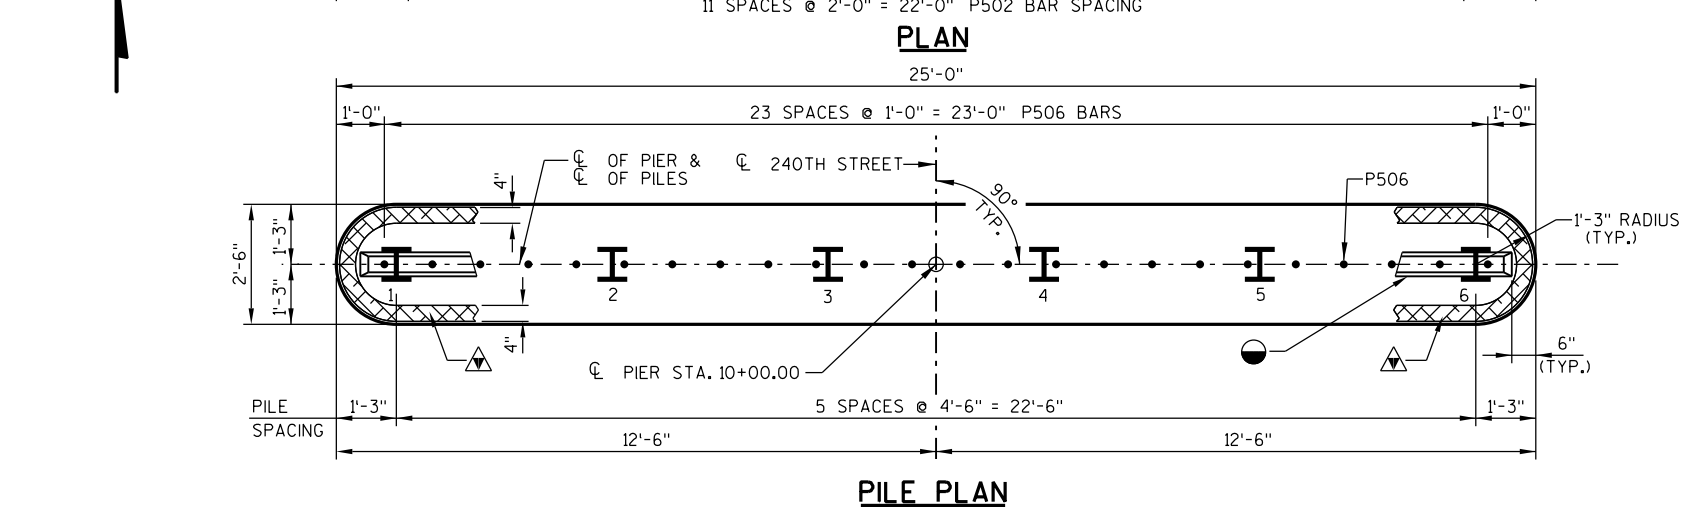 11 SPACES @ 2'-0" = 22'-0" P502 BAR SPACING
PLAN
25'-0"
1'-0"
23 SPACES @ 1'-0" = 23'-0" P506 BARS
1'-0"
℄ OF PIER &
℄ OF PILES
℄ 240TH STREET
4"
90°
TYP.
P506
1'-3" RADIUS
(TYP.)
2'-6"
1'-3"
1'-3"
1
2
3
4
5
6
4"
6"
(TYP.)
℄ PIER STA. 10+00.00
PILE
SPACING
1'-3"
5 SPACES @ 4'-6" = 22'-6"
1'-3"
12'-6"
12'-6"
PILE PLAN